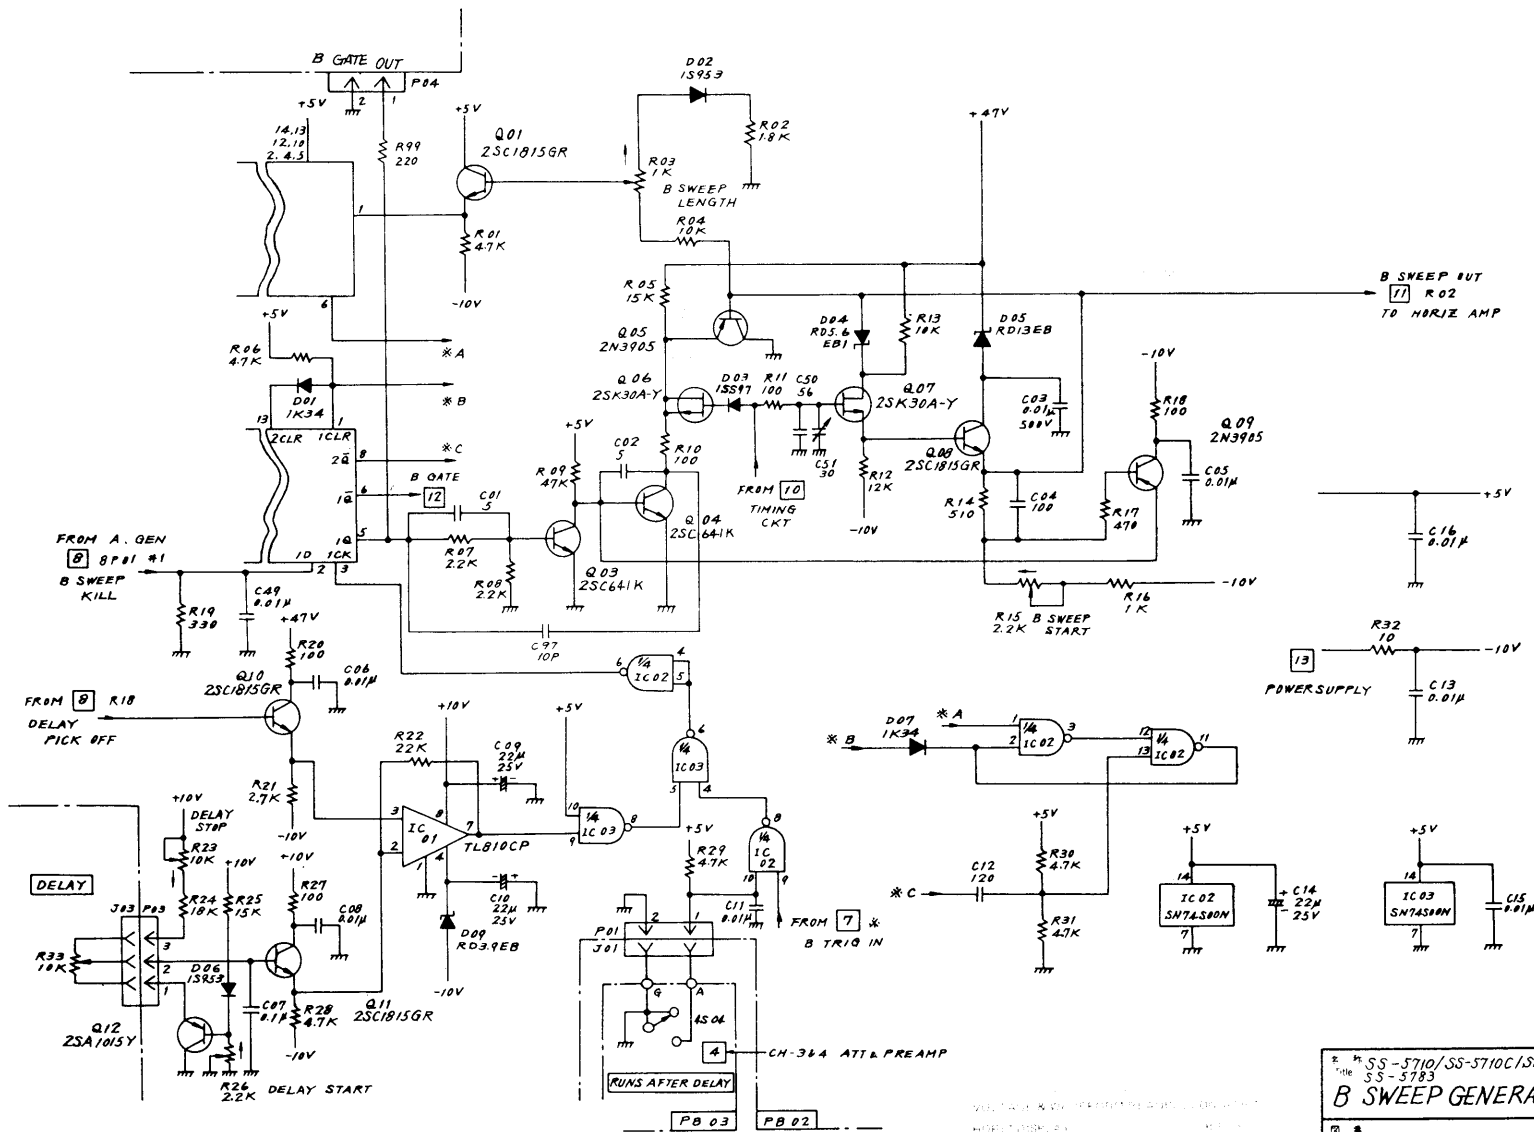 B GATE OUT
P04
2
1
+5V
14.13
12.10
2.4.5
R99
220
+5V
Q01
2SC1815GR
1
R01
4.7K
-10V
6
D02
1S953
R02
1.8K
R03
1K
B SWEEP
LENGTH
R04
10K
+47V
R05
15K
Q05
2N3905
D04
RD5.6
EB1
R13
10K
D05
RD13EB
B SWEEP OUT
11 R02
TO HORIZ AMP
+5V
R06
4.7K
※A
D01
1K34
※B
13
2CLR
1
1CLR
2Q̄
8
※C
1Q̄
6
B GATE
12
1Q
5
1D
1CK
2
3
Q06
2SK30A-Y
D03
1SS97
R11
100
C50
56
C51
30
Q07
2SK30A-Y
C03
0.01μ
500V
-10V
R18
100
Q09
2N3905
C05
0.01μ
+5V
R09
47K
C02
5
R10
100
FROM 10
TIMING
CKT
R12
12K
-10V
Q08
2SC1815GR
R14
510
C04
100
R17
470
C01
5
R07
2.2K
R08
2.2K
Q03
2SC641K
Q04
2SC641K
C97
10P
R15
2.2K
B SWEEP
START
R16
1K
-10V
+5V
C16
0.01μ
R32
10
-10V
13
POWER SUPPLY
C13
0.01μ
FROM A. GEN
8 8P01 #1
B SWEEP
KILL
R19
330
C49
0.01μ
+47V
R20
100
Q10
2SC1815GR
C06
0.01μ
FROM 8 R18
DELAY
PICK OFF
R21
2.7K
-10V
R22
22K
+10V
C09
22μ
25V
3
2
IC
01
8
7
1
4
TL810CP
C10
22μ
25V
D09
RD3.9EB
-10V
+5V
10
9
1/4
IC03
8
6
1/4
IC02
4
5
6
1/4
IC03
5
4
8
1/4
IC
02
10
9
+5V
R29
4.7K
C11
0.01μ
FROM 7 ※
B TRIG IN
※A
※B
D07
1K34
1
2
1/4
IC02
3
12
13
1/4
IC02
11
※C
C12
120
+5V
R30
4.7K
R31
4.7K
+5V
14
IC02
SN74S00N
7
C14
22μ
25V
+5V
14
IC03
SN74S00N
7
C15
0.01μ
+10V
DELAY
STOP
R23
10K
R24
18K
+10V
R25
15K
-10V
R27
100
C08
0.01μ
DELAY
J03 P03
3
2
1
R33
10K
D06
1S953
Q12
2SA1015Y
R26
2.2K
DELAY START
C07
0.1μ
R28
4.7K
-10V
Q11
2SC1815GR
P01
J01
2
1
G
A
4S04
4
CH-3&4 ATT & PREAMP
RUNS AFTER DELAY
PB03
PB02
Title
SS-5710/SS-5710C/S
SS-5783
B SWEEP GENERA